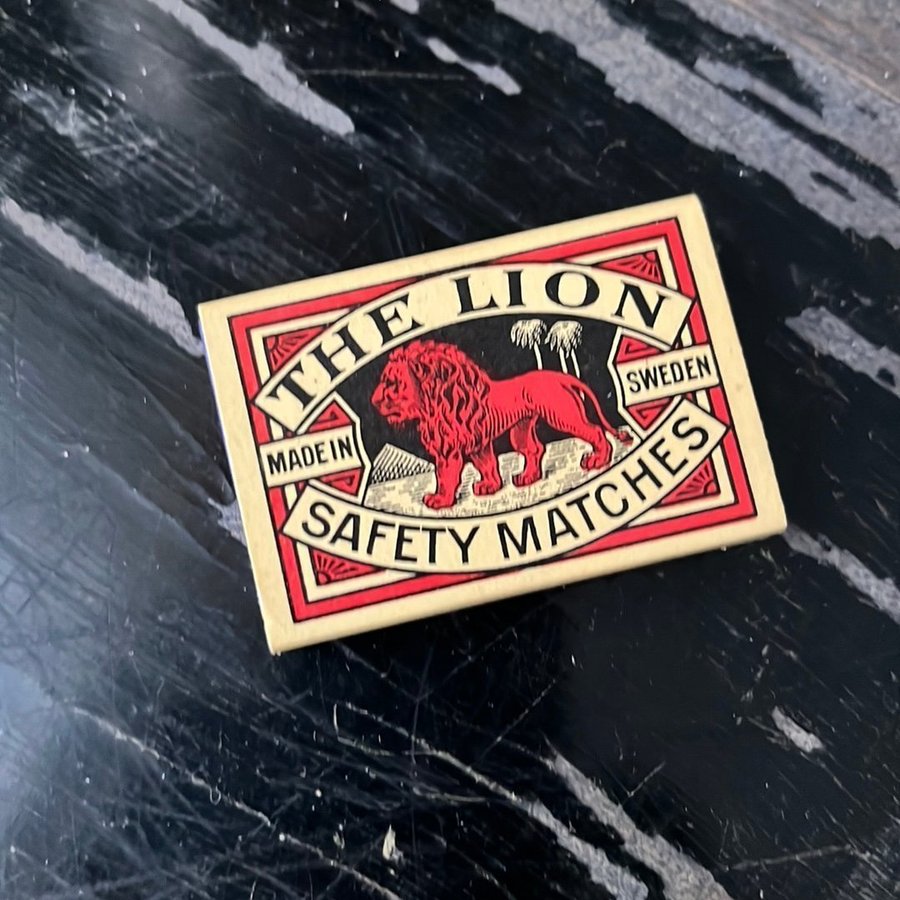 THE LION
MADE IN
SWEDEN
SAFETY MATCHES